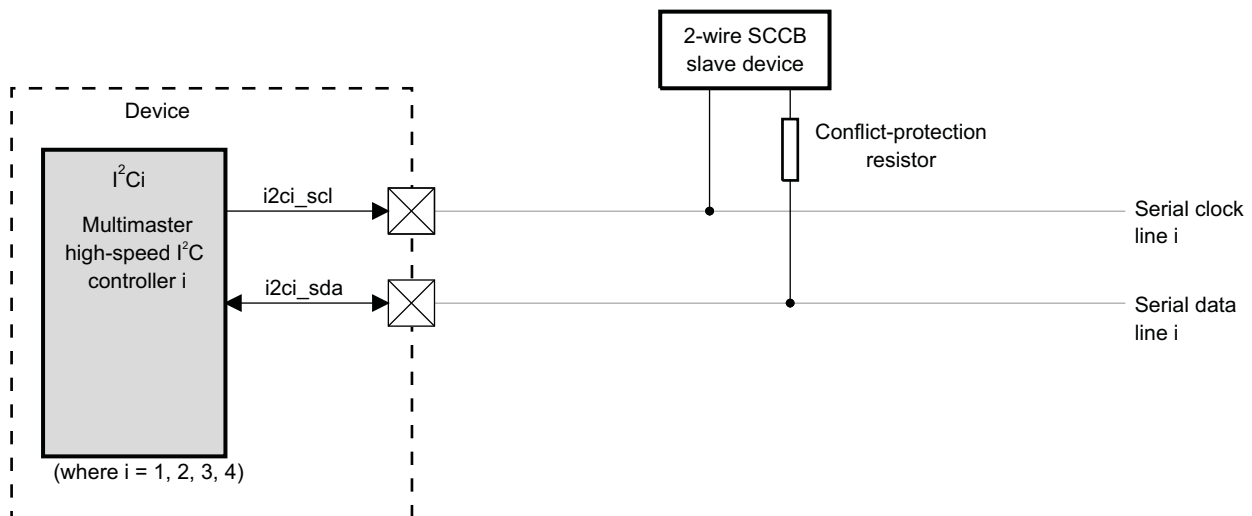 2-wire SCCB
slave device
Device
Conflict-protection
resistor
I²Ci
i2ci_scl
Multimaster
high-speed I²C
controller i
Serial clock
line i
i2ci_sda
Serial data
line i
(where i = 1, 2, 3, 4)